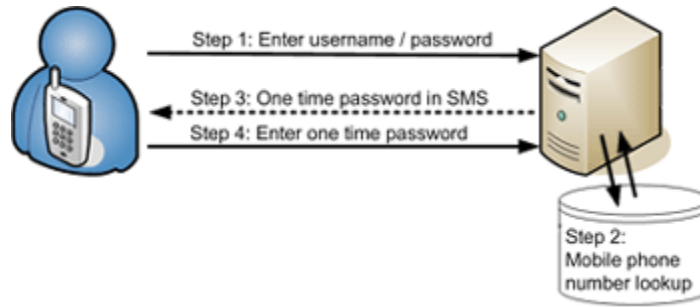 Step 1: Enter username / password
Step 3: One time password in SMS
Step 4: Enter one time password
Step 2:
Mobile phone
number lookup